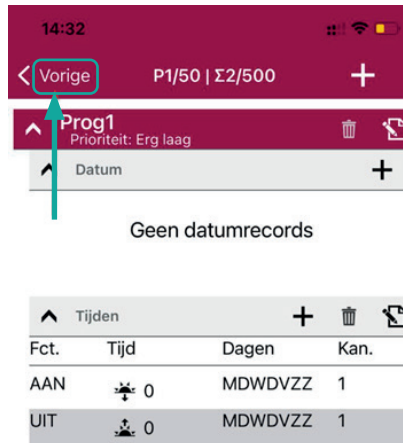 14:32
Vorige P1/50 | Σ2/500 +
Prog1
Prioriteit: Erg laag
Datum +
Geen datumrecords
Tijden +
Fct. Tijd Dagen Kan.
AAN 0 MDWDVZZ 1
UIT 0 MDWDVZZ 1